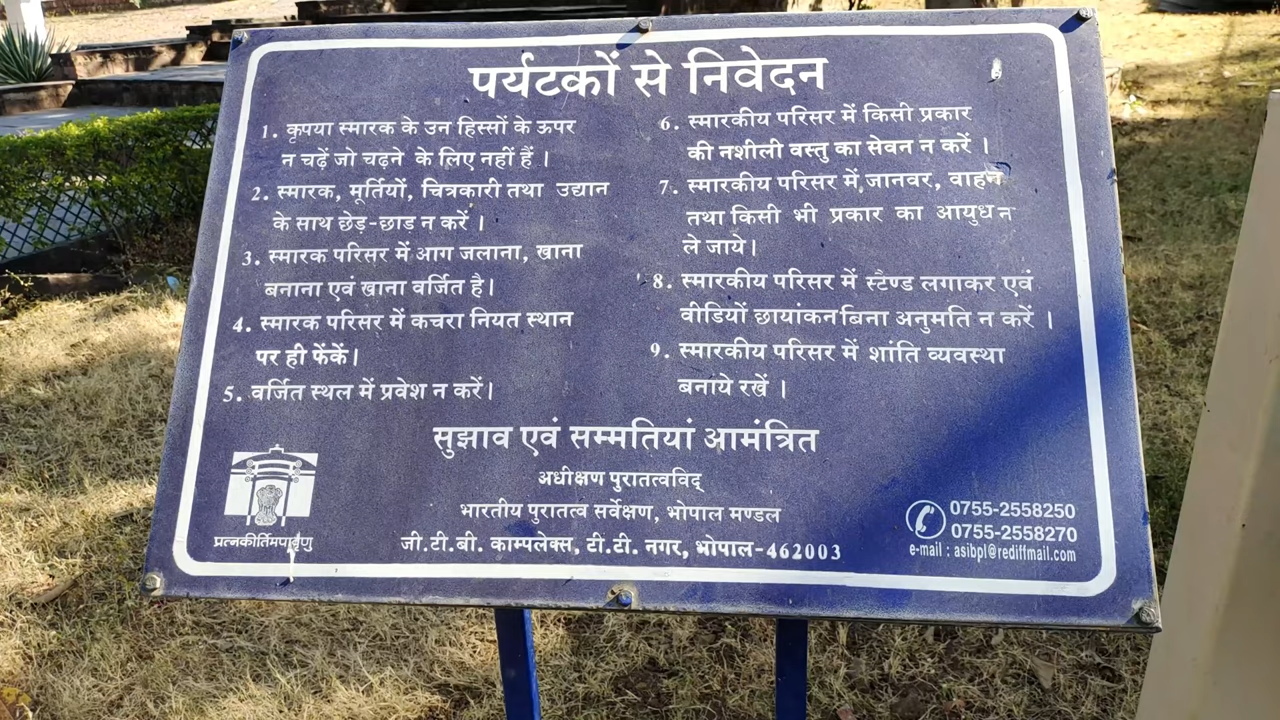 पर्यटकों से निवेदन
1. कृपया स्मारक के उन हिस्सों के ऊपर
न चढ़ें जो चढ़ने के लिए नहीं हैं ।
2. स्मारक, मूर्तियों, चित्रकारी तथा उद्यान
के साथ छेड़-छाड़ न करें ।
3. स्मारक परिसर में आग जलाना, खाना
बनाना एवं खाना वर्जित है।
4. स्मारक परिसर में कचरा नियत स्थान
पर ही फेंकें।
5. वर्जित स्थल में प्रवेश न करें।
6. स्मारकीय परिसर में किसी प्रकार
की नशीली वस्तु का सेवन न करें ।
7. स्मारकीय परिसर में जानवर, वाहन
तथा किसी भी प्रकार का आयुध न
ले जाये।
8. स्मारकीय परिसर में स्टैण्ड लगाकर एवं
वीडियों छायांकन बिना अनुमति न करें ।
9. स्मारकीय परिसर में शांति व्यवस्था
बनाये रखें ।
सुझाव एवं सम्मतियां आमंत्रित
अधीक्षण पुरातत्वविद्
भारतीय पुरातत्व सर्वेक्षण, भोपाल मण्डल
जी.टी.बी. काम्पलेक्स, टी.टी. नगर, भोपाल-462003
प्रत्नकीर्तिमपावृणु
0755-2558250
0755-2558270
e-mail : asibpl@rediffmail.com